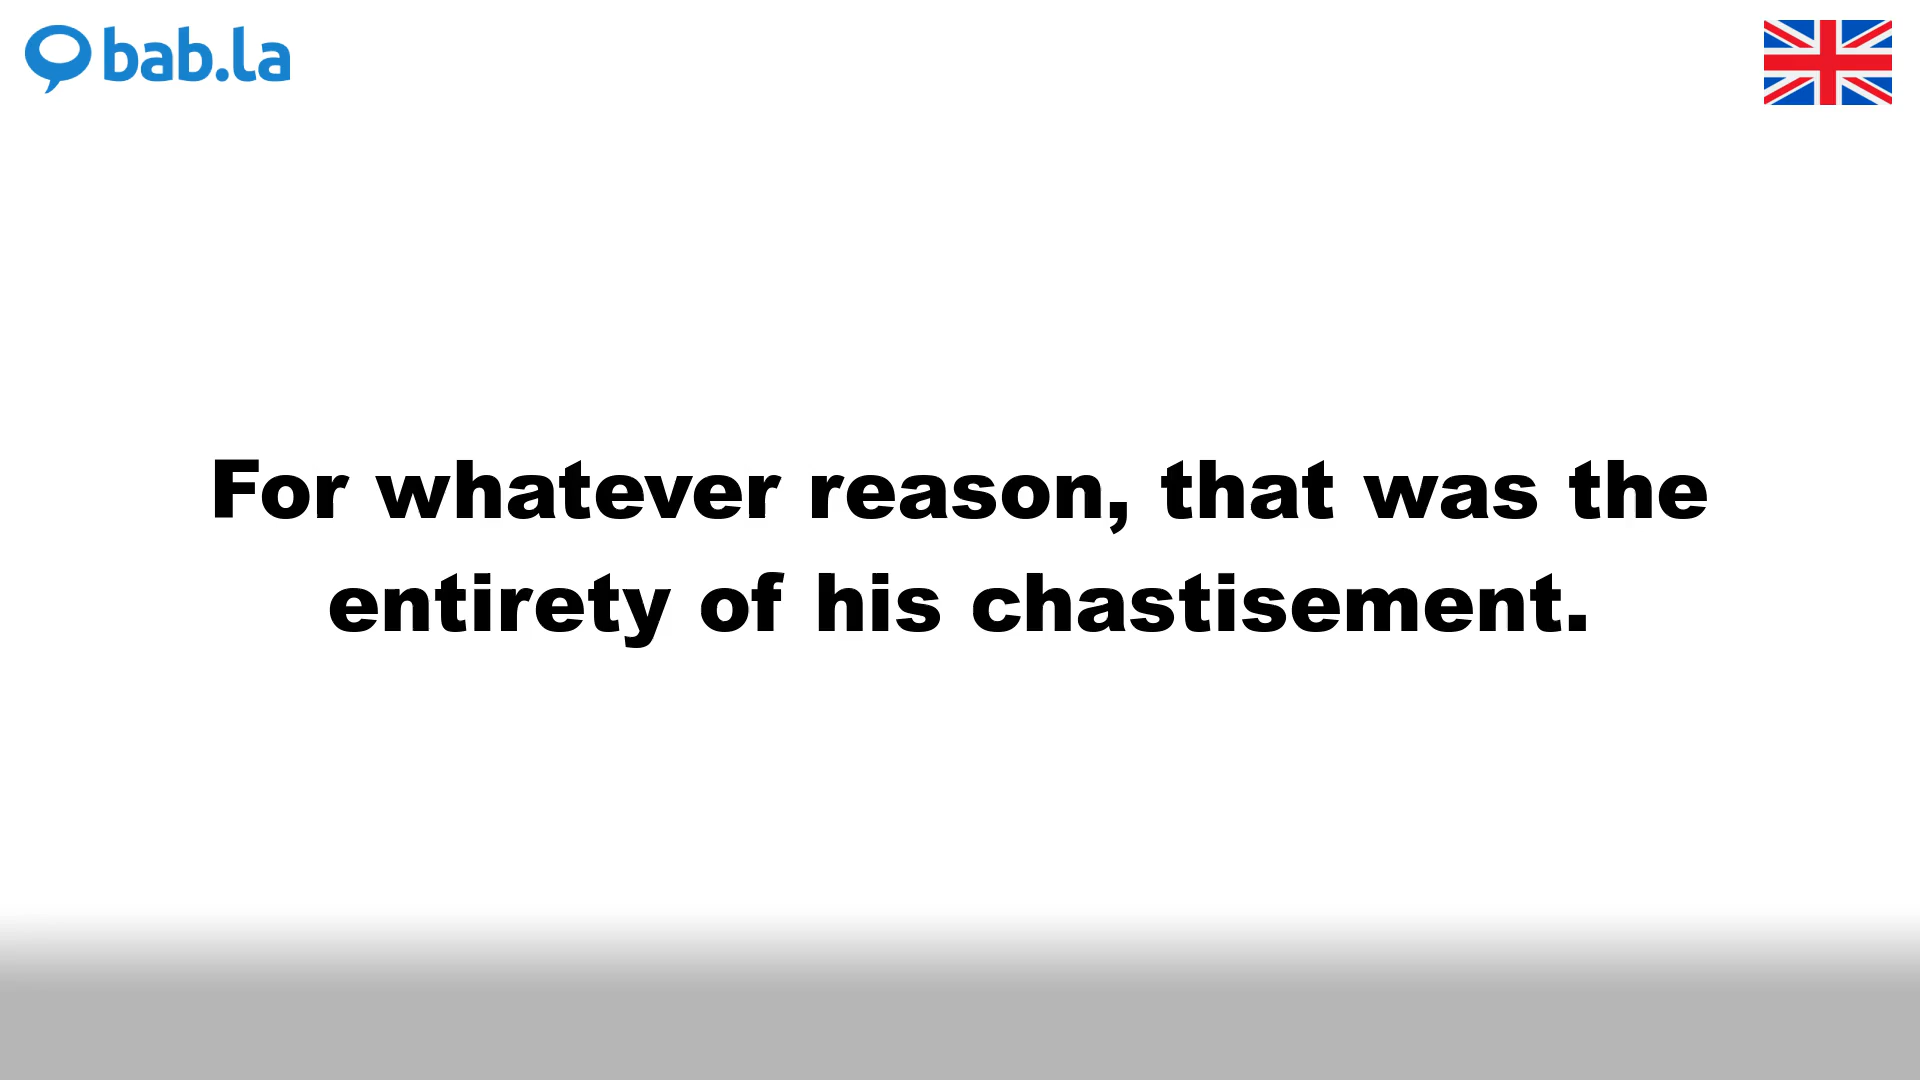 bab.la
For whatever reason, that was the
entirety of his chastisement.